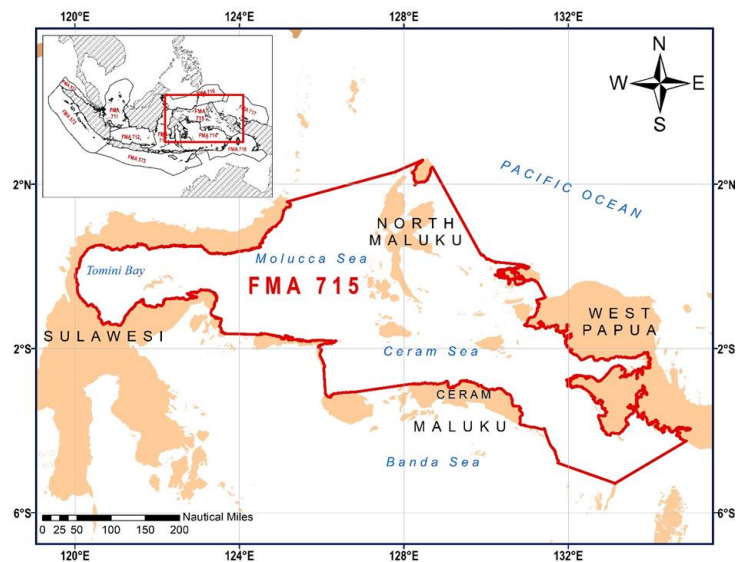 120°E
124°E
128°E
132°E
N
W
E
S
FMA 711
FMA 716
FMA 717
FMA 715
FMA 572
FMA 712
FMA 714
FMA 718
FMA 573
2°N
2°N
PACIFIC OCEAN
NORTH
MALUKU
Molucca Sea
Tomini Bay
FMA 715
WEST
PAPUA
SULAWESI
2°S
2°S
Ceram Sea
CERAM
MALUKU
Banda Sea
Nautical Miles
0 25 50 100 150 200
6°S
6°S
120°E
124°E
128°E
132°E